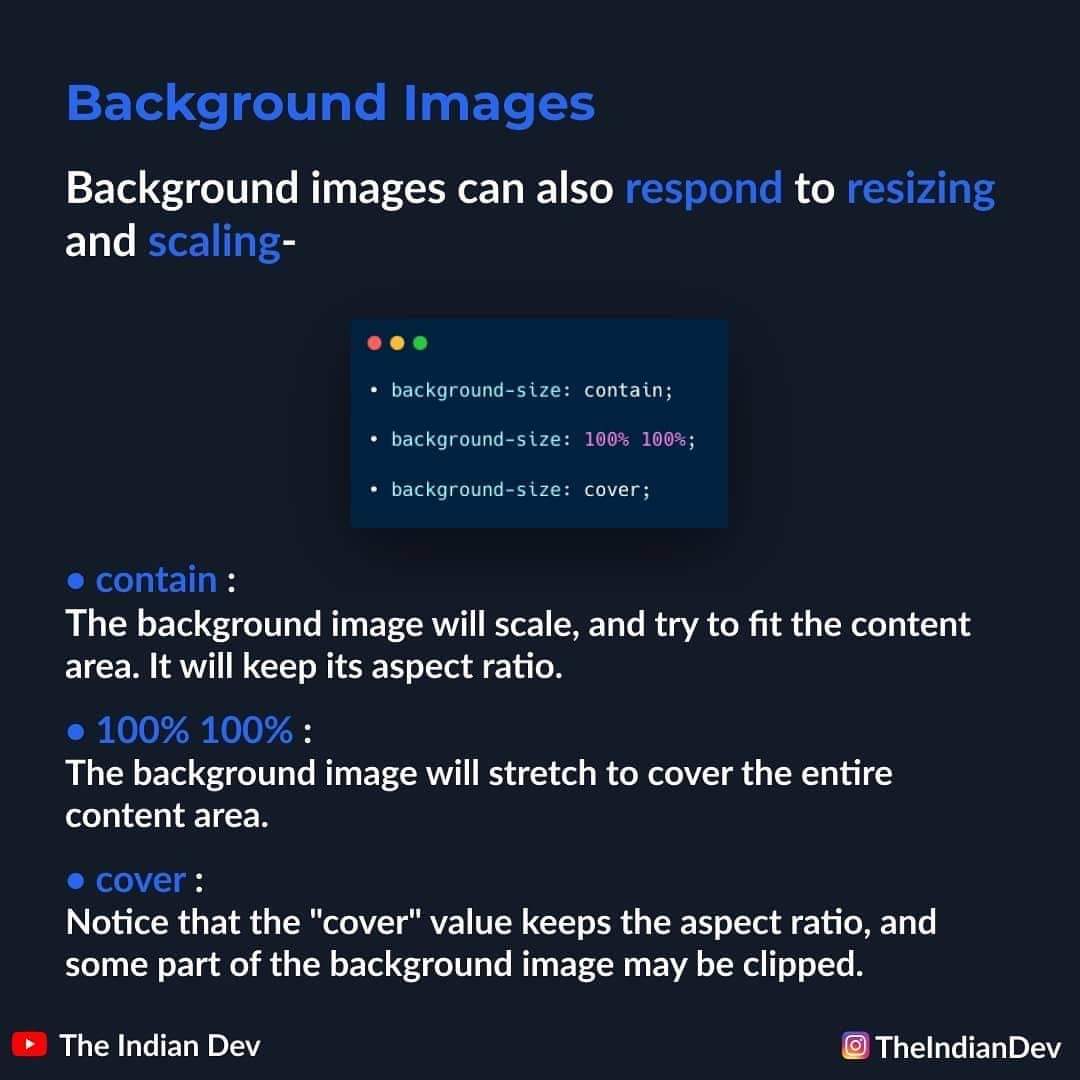 Background Images
Background images can also respond to resizing
and scaling-
• background-size: contain;
• background-size: 100% 100%;
• background-size: cover;
• contain :
The background image will scale, and try to fit the content
area. It will keep its aspect ratio.
• 100% 100% :
The background image will stretch to cover the entire
content area.
• cover :
Notice that the "cover" value keeps the aspect ratio, and
some part of the background image may be clipped.
The Indian Dev
TheIndianDev